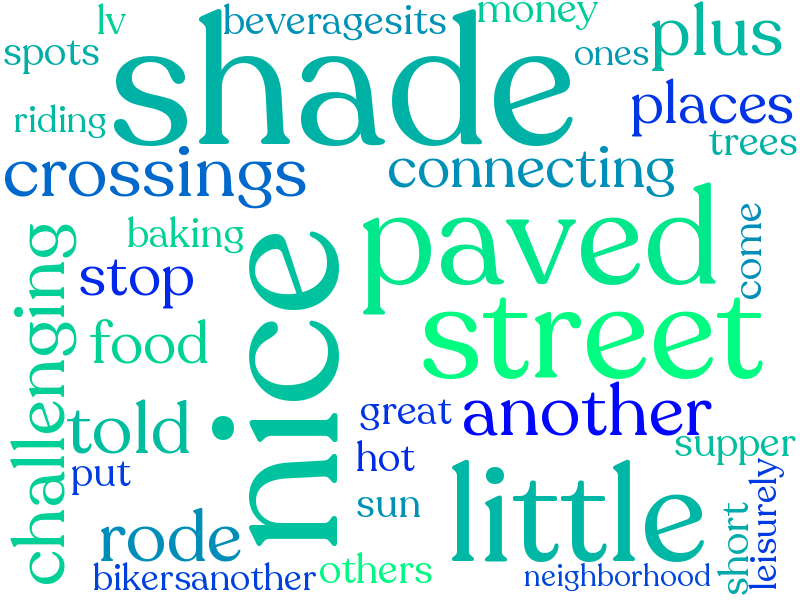 lv
beveragesits
money
spots
shade
ones
plus
riding
places
trees
crossings
connecting
baking
paved
come
stop
nice
street
challenging
food
told
great
another
put
hot
supper
sun
little
leisurely
rode
short
bikersanother
others
neighborhood